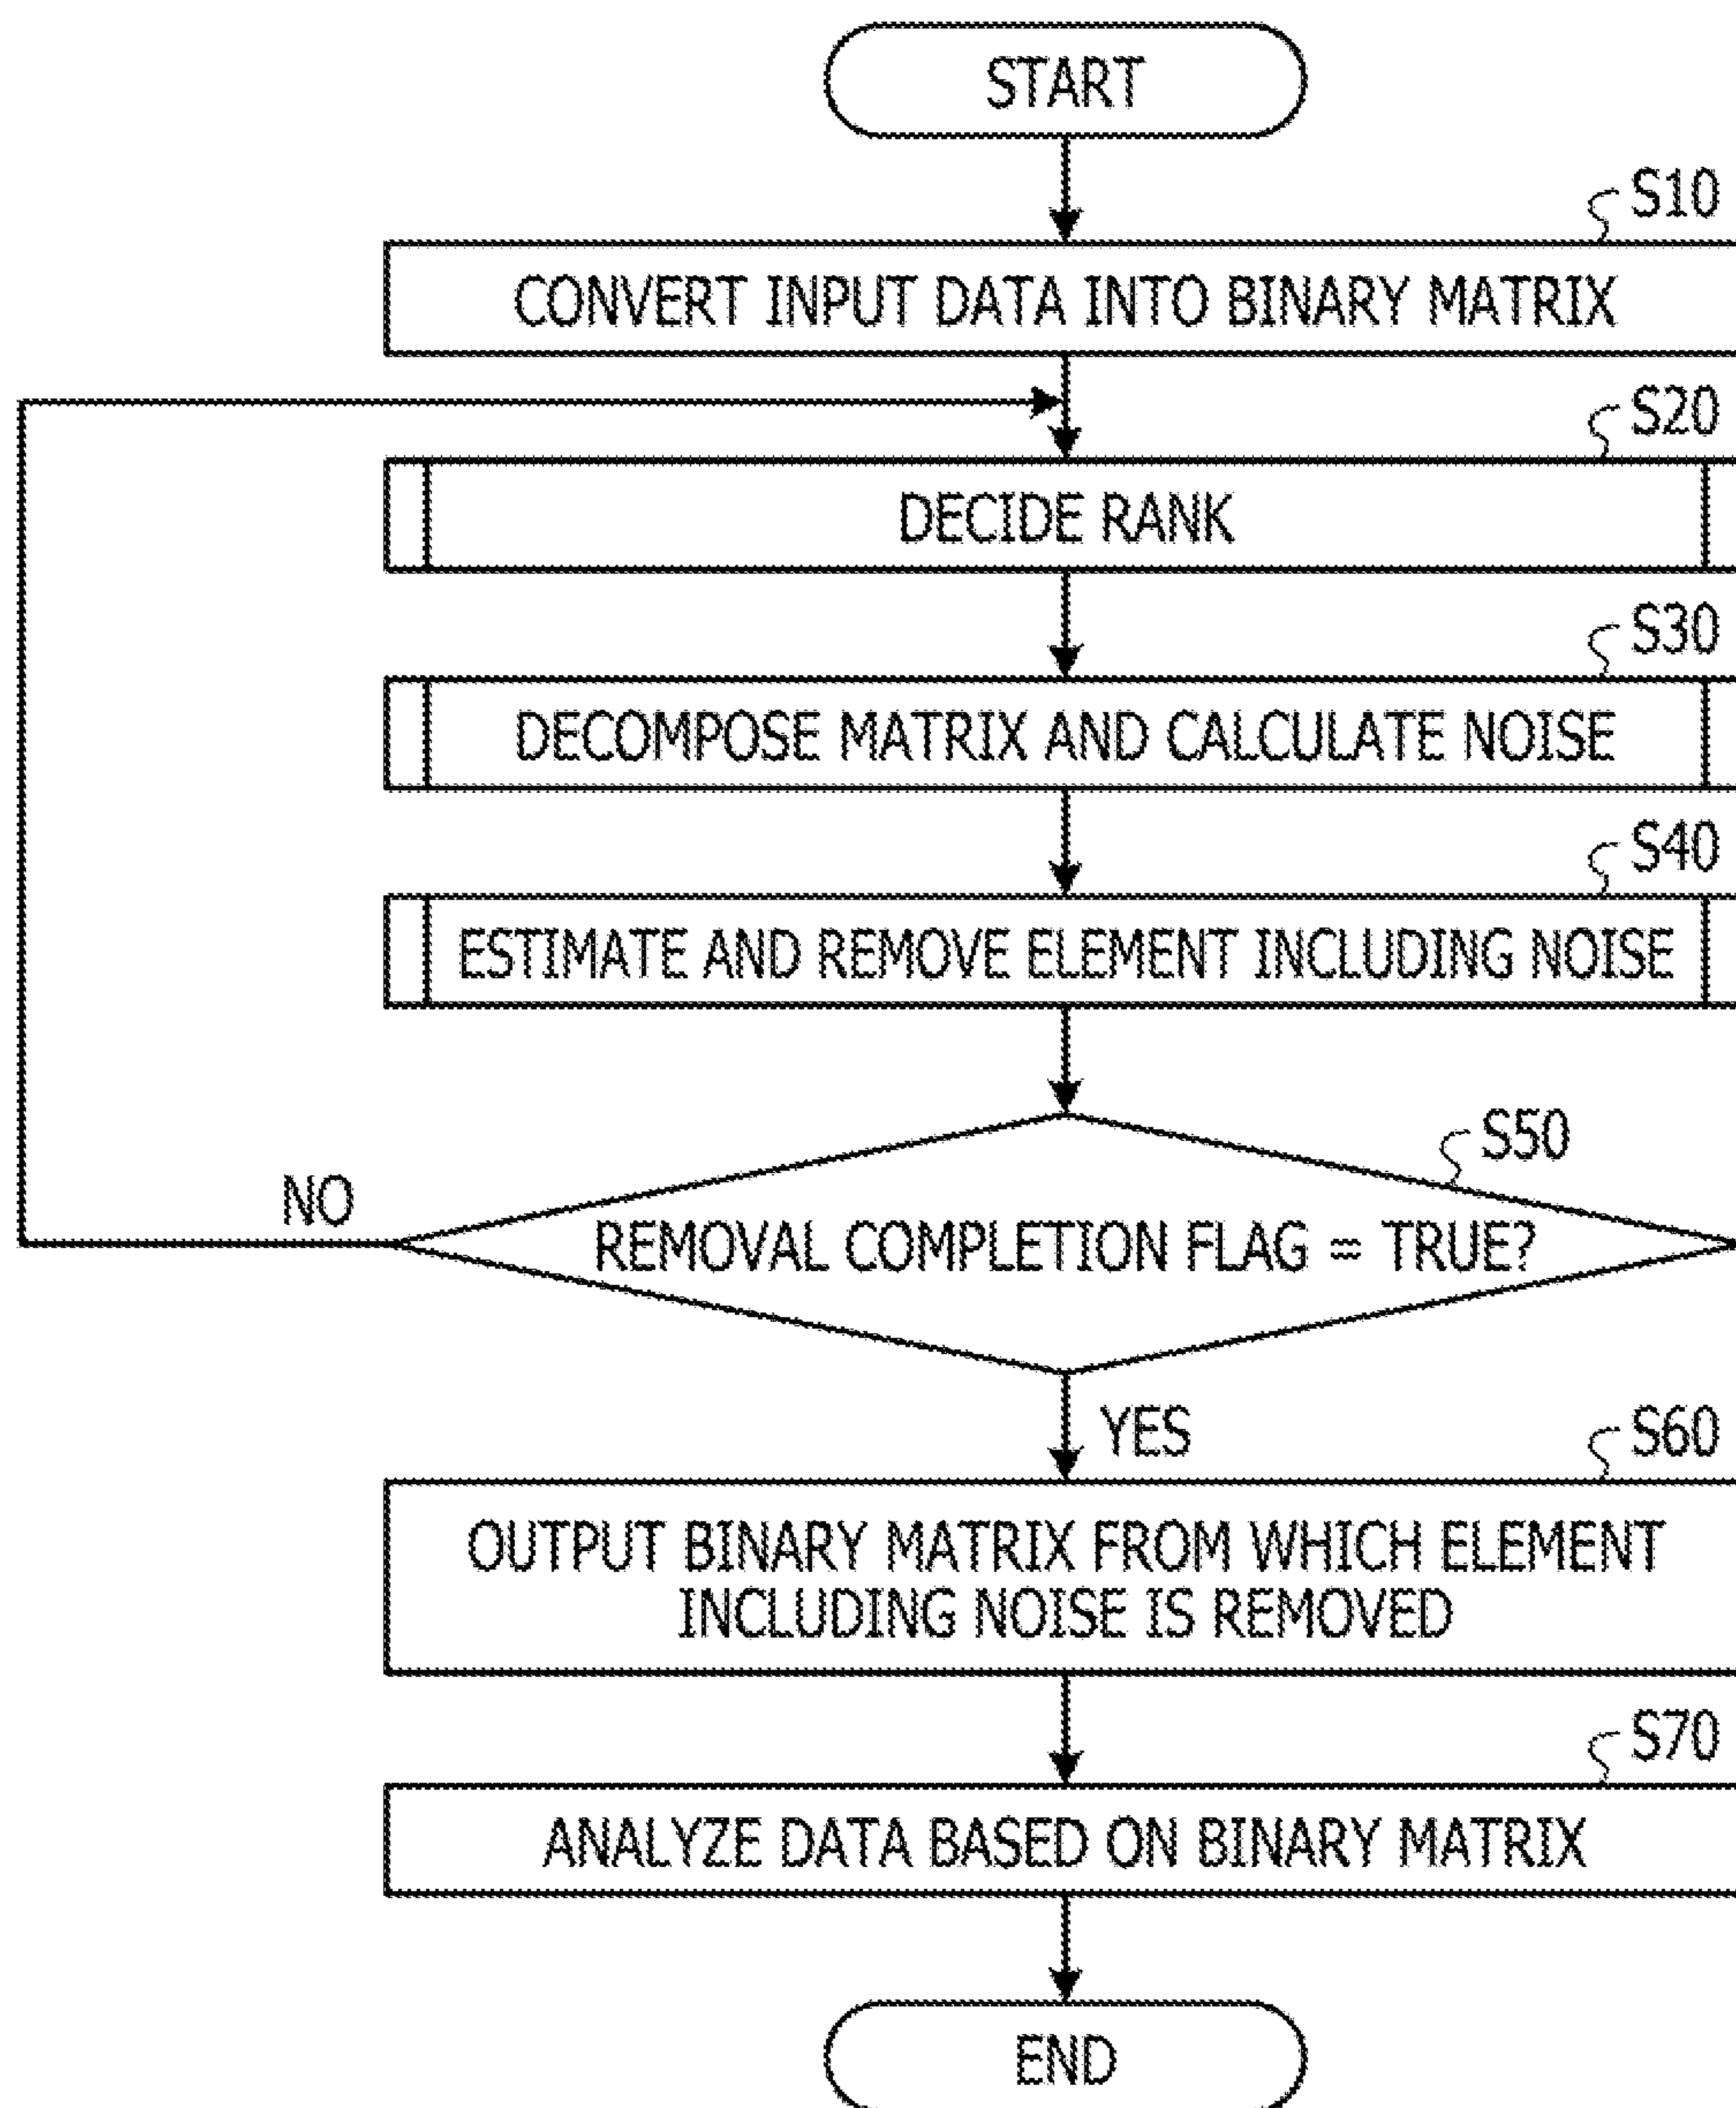 START
S10
CONVERT INPUT DATA INTO BINARY MATRIX
S20
DECIDE RANK
S30
DECOMPOSE MATRIX AND CALCULATE NOISE
S40
ESTIMATE AND REMOVE ELEMENT INCLUDING NOISE
S50
REMOVAL COMPLETION FLAG = TRUE?
NO
YES
S60
OUTPUT BINARY MATRIX FROM WHICH ELEMENT
INCLUDING NOISE IS REMOVED
S70
ANALYZE DATA BASED ON BINARY MATRIX
END